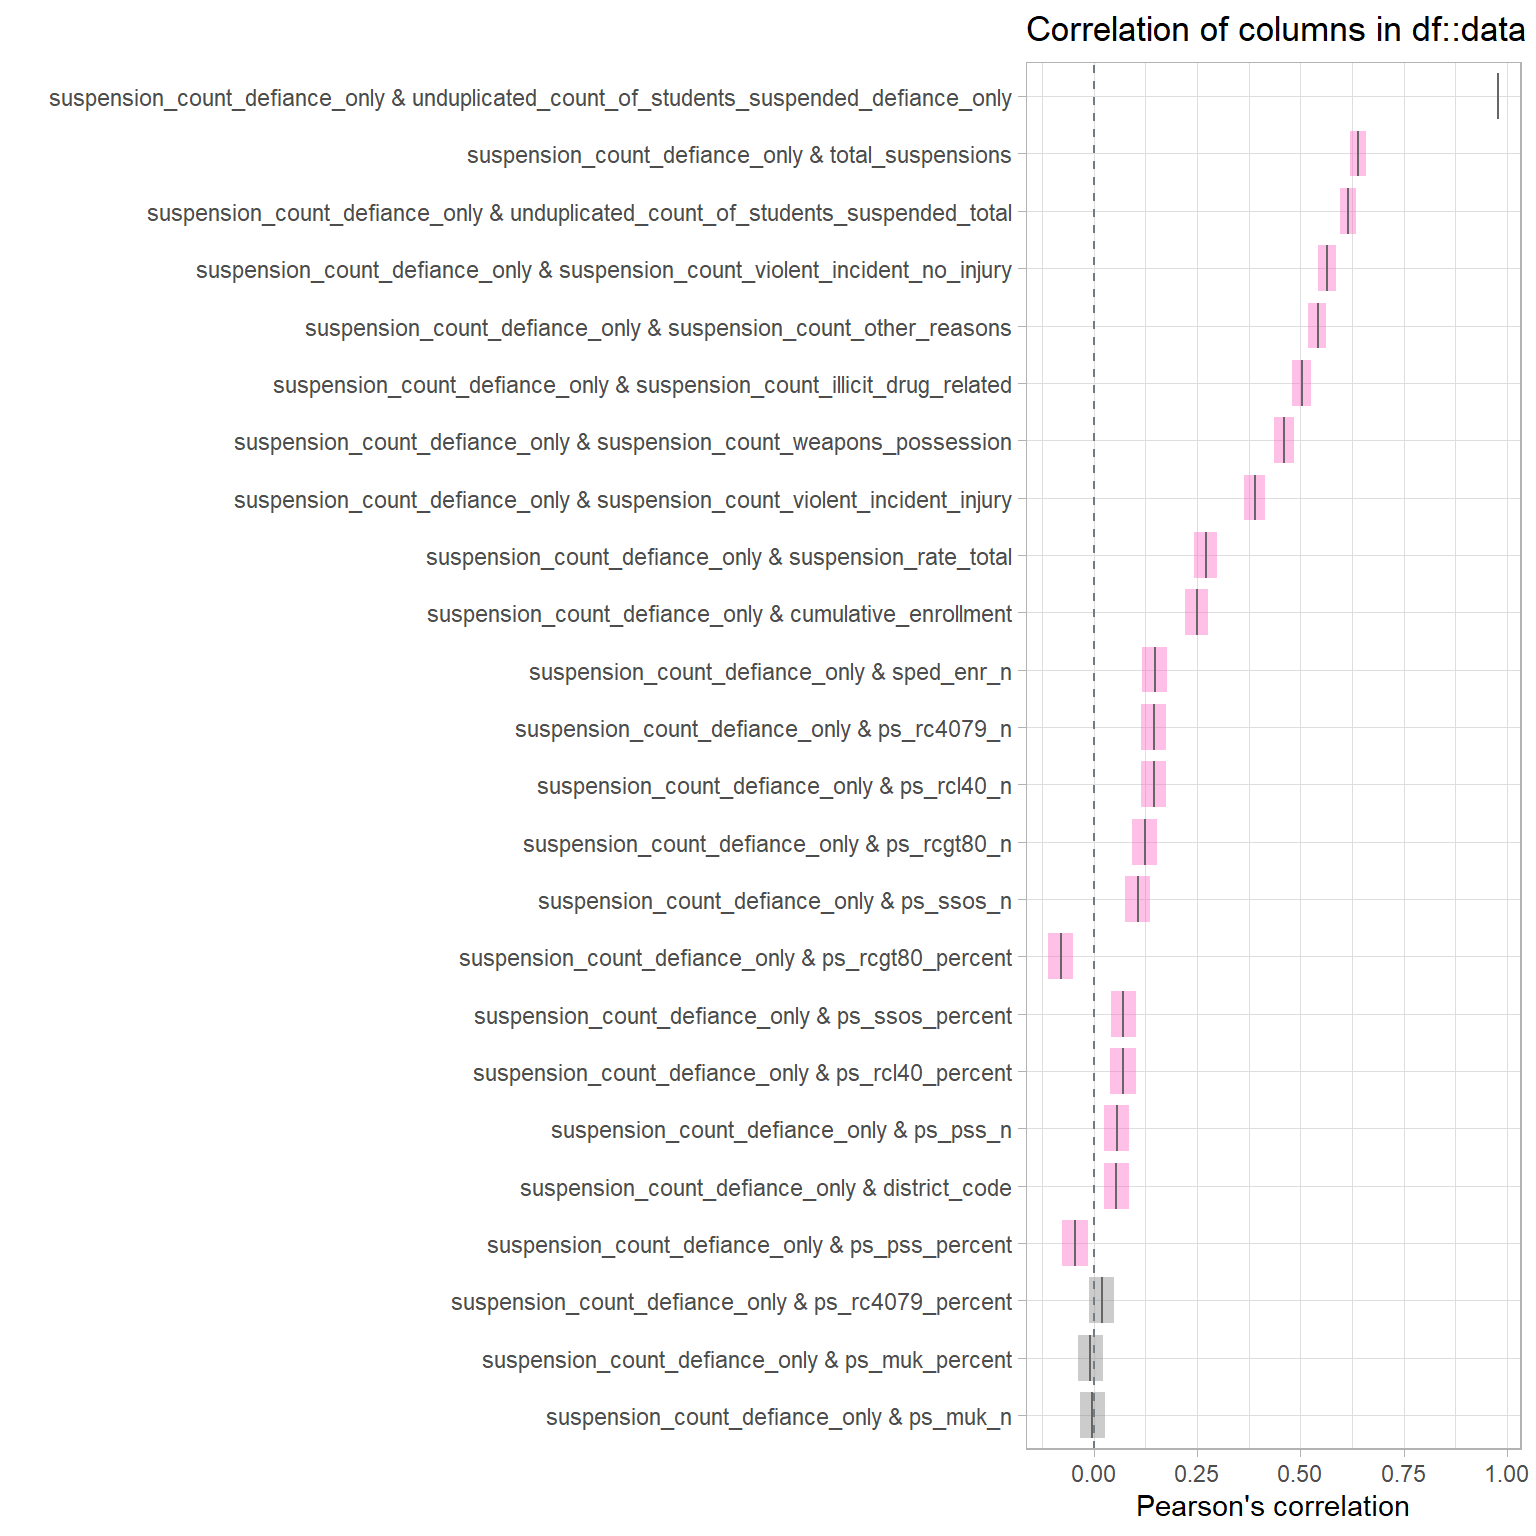 Correlation of columns in df::data
suspension_count_defiance_only & unduplicated_count_of_students_suspended_defiance_only
suspension_count_defiance_only & total_suspensions
suspension_count_defiance_only & unduplicated_count_of_students_suspended_total
suspension_count_defiance_only & suspension_count_violent_incident_no_injury
suspension_count_defiance_only & suspension_count_other_reasons
suspension_count_defiance_only & suspension_count_illicit_drug_related
suspension_count_defiance_only & suspension_count_weapons_possession
suspension_count_defiance_only & suspension_count_violent_incident_injury
suspension_count_defiance_only & suspension_rate_total
suspension_count_defiance_only & cumulative_enrollment
suspension_count_defiance_only & sped_enr_n
suspension_count_defiance_only & ps_rc4079_n
suspension_count_defiance_only & ps_rcl40_n
suspension_count_defiance_only & ps_rcgt80_n
suspension_count_defiance_only & ps_ssos_n
suspension_count_defiance_only & ps_rcgt80_percent
suspension_count_defiance_only & ps_ssos_percent
suspension_count_defiance_only & ps_rcl40_percent
suspension_count_defiance_only & ps_pss_n
suspension_count_defiance_only & district_code
suspension_count_defiance_only & ps_pss_percent
suspension_count_defiance_only & ps_rc4079_percent
suspension_count_defiance_only & ps_muk_percent
suspension_count_defiance_only & ps_muk_n
0.00 0.25 0.50 0.75 1.00
Pearson's correlation